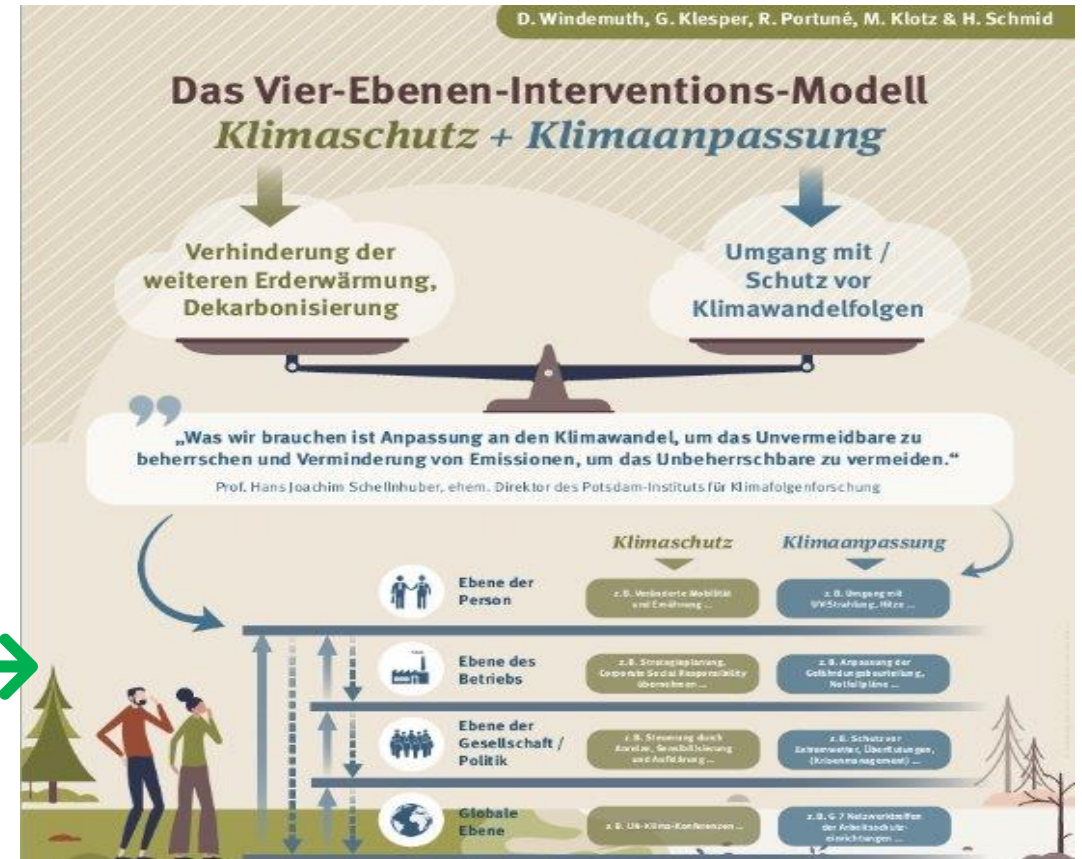 D. Windemuth, G. Klesper, R. Portuné, M. Klotz & H. Schmid
Das Vier-Ebenen-Interventions-Modell
Klimaschutz + Klimaanpassung
Verhinderung der
weiteren Erderwärmung,
Dekarbonisierung
Umgang mit /
Schutz vor
Klimawandelfolgen
„Was wir brauchen ist Anpassung an den Klimawandel, um das Unvermeidbare zu
beherrschen und Verminderung von Emissionen, um das Unbeherrschbare zu vermeiden.“
Prof. Hans Joachim Schellnhuber, ehem. Direktor des Potsdam-Instituts für Klimafolgenforschung
Klimaschutz
Klimaanpassung
Ebene der
Person
z.B. Veränderte Mobilität
und Ernährung ...
z. B. Umgang mit
UV-Strahlung, Hitze ...
Ebene des
Betriebs
z.B. Strategieplanung,
Corporate Social Responsibility
übernehmen ...
z. B. Anpassung der
Gefährdungsbeurteilung,
Notfallpläne ...
Ebene der
Gesellschaft /
Politik
z.B. Steuerung durch
Anreize, Sensibilisierung
und Aufklärung ...
z.B. Schutz vor
Extremwetter, Überflutungen,
(Krisenmanagement) ...
Globale
Ebene
z. B. UN-Klima-Konferenzen ...
z.B. G 7 Netzwerktreffen
der Arbeitsschutz-
einrichtungen ...